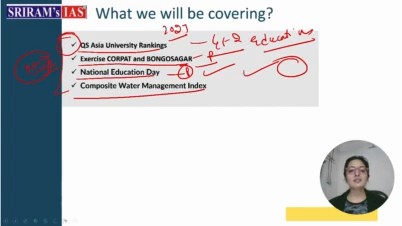 SRIRAM's IAS
What we will be covering?
2023
QS Asia University Rankings
Exercise CORPAT and BONGOSAGAR
National Education Day
Composite Water Management Index